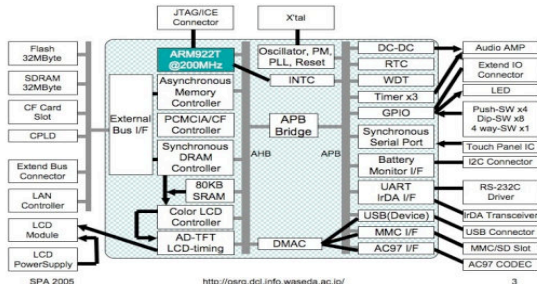 JTAG/ICE
Connector
X'tal
Flash
32MByte
SDRAM
32MByte
CF Card
Slot
CPLD
Extend Bus
Connector
LAN
Controller
LCD
Module
LCD
PowerSupply
External
Bus I/F
ARM922T
@200MHz
Asynchronous
Memory
Controller
PCMCIA/CF
Controller
Synchronous
DRAM
Controller
80KB
SRAM
Color LCD
Controller
AD-TFT
LCD-timing
AHB
Oscillator, PM,
PLL, Reset
INTC
APB
Bridge
DMAC
APB
DC-DC
RTC
WDT
Timer x3
GPIO
Synchronous
Serial Port
Battery
Monitor I/F
UART
IrDA I/F
USB(Device)
MMC I/F
AC97 I/F
Audio AMP
Extend IO
Connector
LED
Push-SW x4
Dip-SW x8
4 way-SW x1
Touch Panel IC
I2C Connector
RS-232C
Driver
IrDA Transceiver
USB Connector
MMC/SD Slot
AC97 CODEC
SPA 2005
http://osrg.dcl.info.waseda.ac.jp/
3